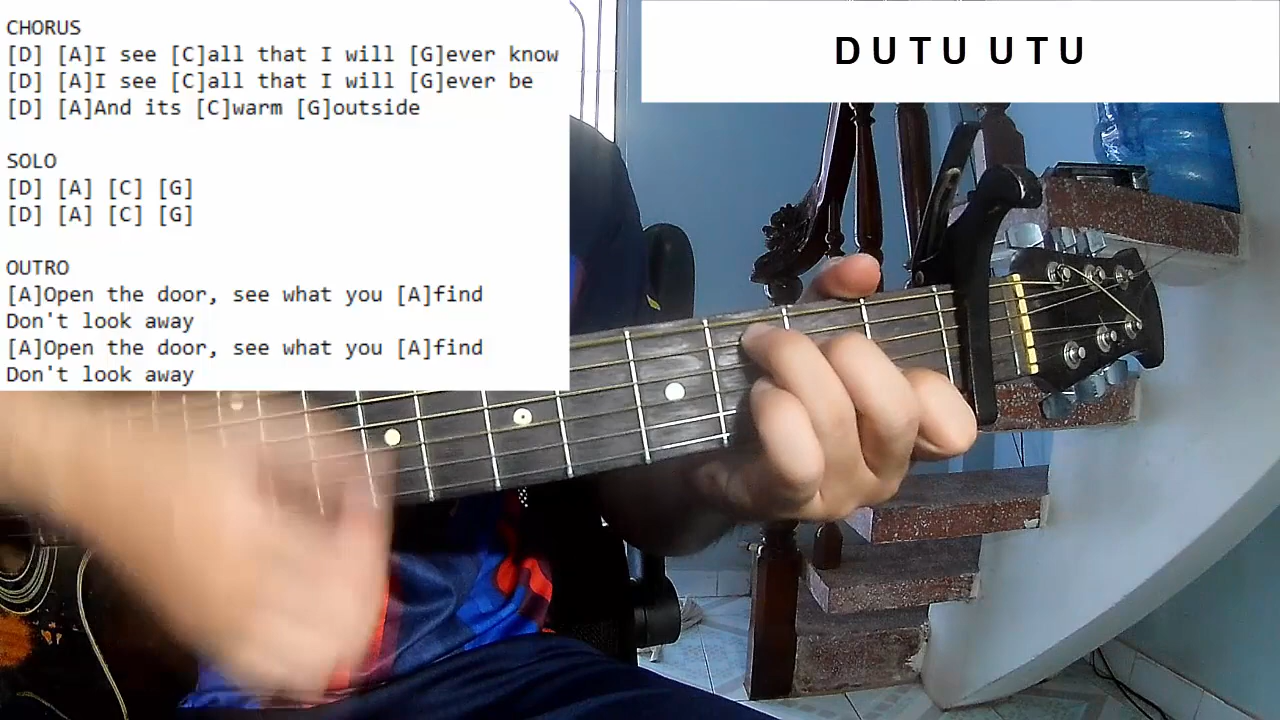 CHORUS
[D] [A]I see [C]all that I will [G]ever know
[D] [A]I see [C]all that I will [G]ever be
[D] [A]And its [C]warm [G]outside
SOLO
[D] [A] [C] [G]
[D] [A] [C] [G]
OUTRO
[A]Open the door, see what you [A]find
Don't look away
[A]Open the door, see what you [A]find
Don't look away
D U T U U T U